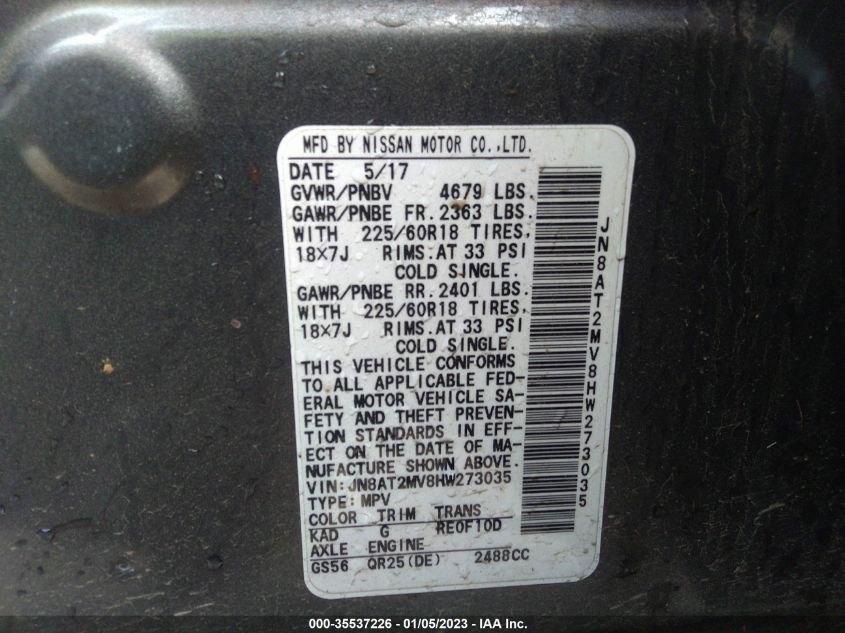 MFD BY NISSAN MOTOR CO.,LTD.
DATE 5/17
GVWR/PNBV 4679 LBS.
GAWR/PNBE FR.2363 LBS.
WITH 225/60R18 TIRES,
18X7J RIMS.AT 33 PSI
COLD SINGLE.
GAWR/PNBE RR.2401 LBS.
WITH 225/60R18 TIRES,
18X7J RIMS.AT 33 PSI
COLD SINGLE.
THIS VEHICLE CONFORMS
TO ALL APPLICABLE FED-
ERAL MOTOR VEHICLE SA-
FETY AND THEFT PREVEN-
TION STANDARDS IN EFF-
ECT ON THE DATE OF MA-
NUFACTURE SHOWN ABOVE.
VIN:JN8AT2MV8HW273035
TYPE:MPV
COLOR TRIM TRANS
KAD G RE0F10D
AXLE ENGINE
GS56 QR25(DE) 2488CC
JN8AT2MV8HW273035
000-35537226 - 01/05/2023 - IAA Inc.